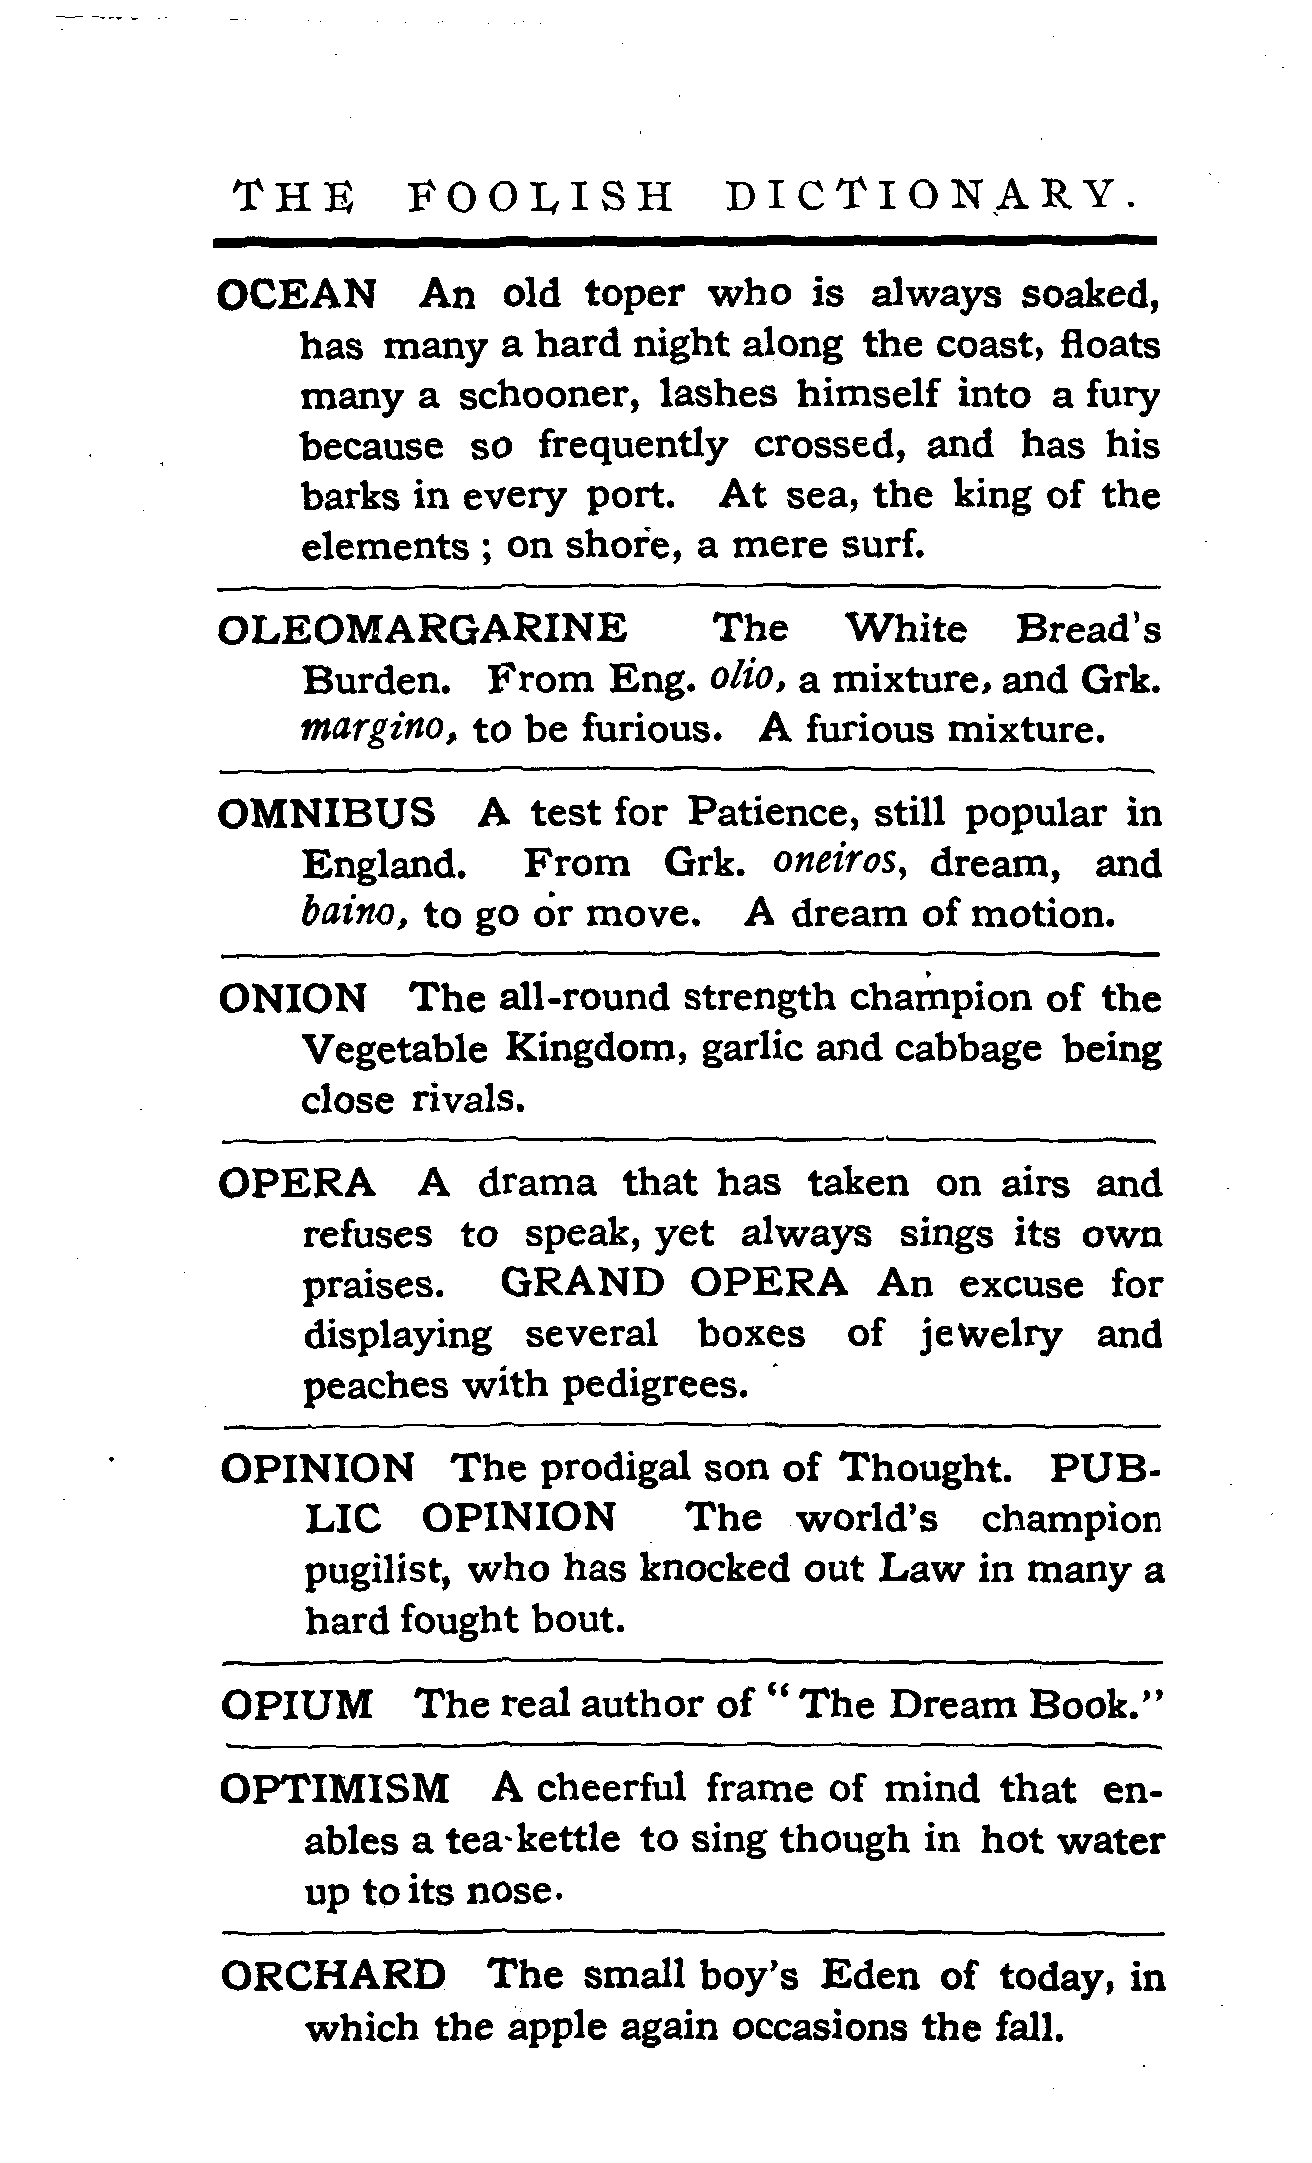 THE FOOLISH DICTIONARY.
OCEAN An old toper who is always soaked,
has many a hard night along the coast, floats
many a schooner, lashes himself into a fury
because so frequently crossed, and has his
barks in every port. At sea, the king of the
elements ; on shore, a mere surf.
OLEOMARGARINE The White Bread's
Burden. From Eng. olio, a mixture, and Grk.
margino, to be furious. A furious mixture.
OMNIBUS A test for Patience, still popular in
England. From Grk. oneiros, dream, and
baino, to go or move. A dream of motion.
ONION The all-round strength champion of the
Vegetable Kingdom, garlic and cabbage being
close rivals.
OPERA A drama that has taken on airs and
refuses to speak, yet always sings its own
praises. GRAND OPERA An excuse for
displaying several boxes of jewelry and
peaches with pedigrees.
OPINION The prodigal son of Thought. PUB-
LIC OPINION The world's champion
pugilist, who has knocked out Law in many a
hard fought bout.
OPIUM The real author of "The Dream Book."
OPTIMISM A cheerful frame of mind that en-
ables a tea-kettle to sing though in hot water
up to its nose.
ORCHARD The small boy's Eden of today, in
which the apple again occasions the fall.